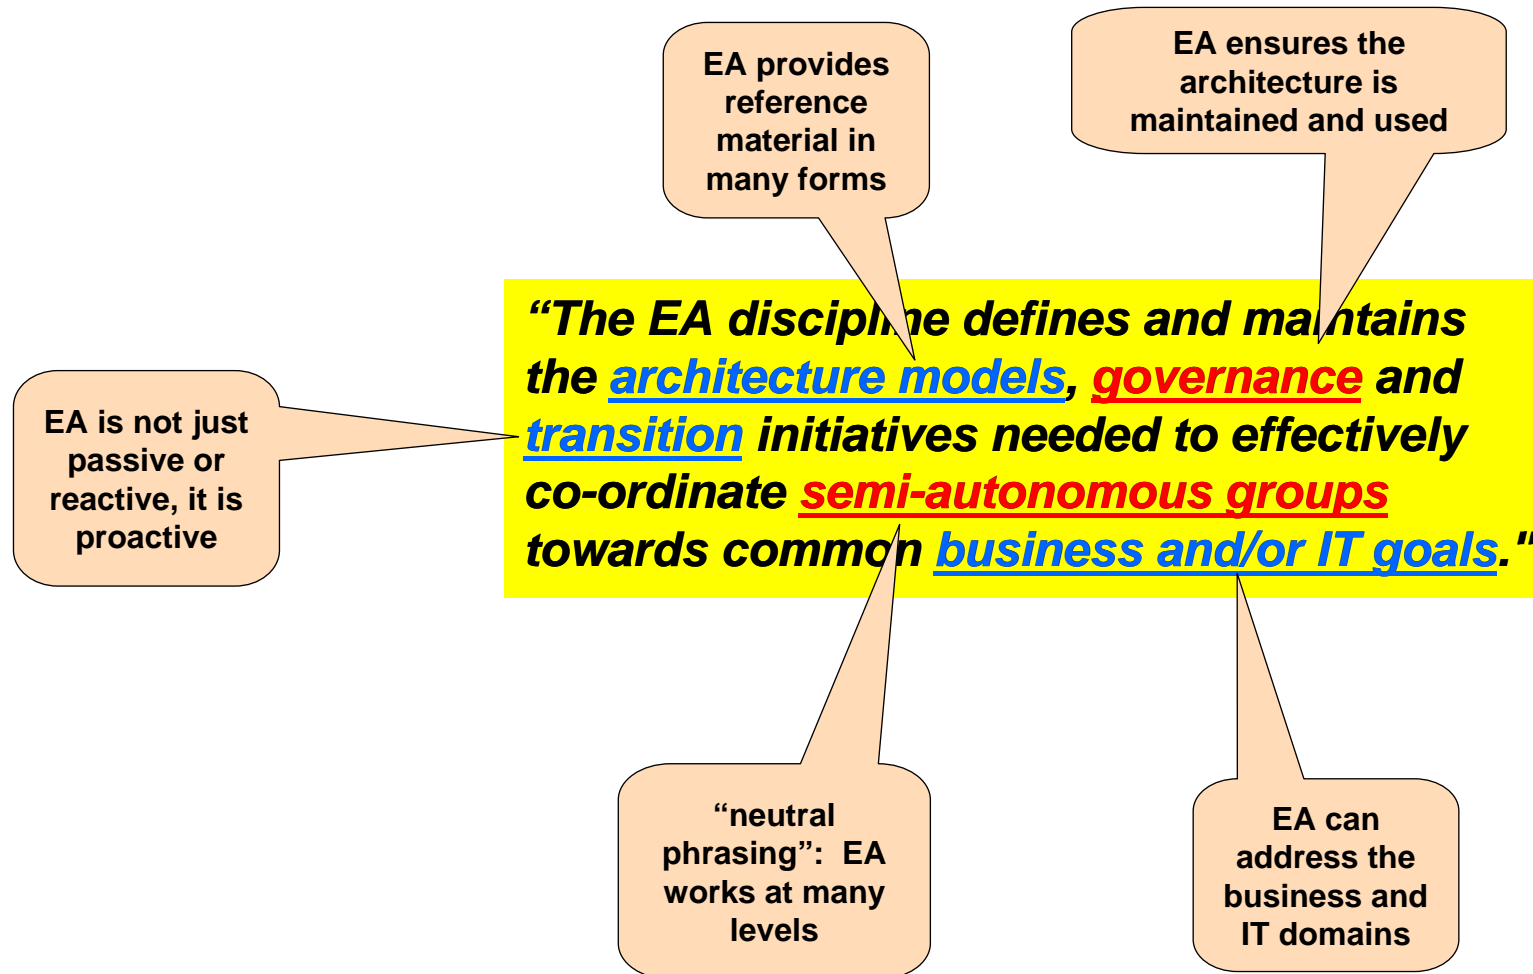 EA provides
reference
material in
many forms
EA ensures the
architecture is
maintained and used
“The EA discipline defines and maintains
the architecture models, governance and
transition initiatives needed to effectively
co-ordinate semi-autonomous groups
towards common business and/or IT goals."
EA is not just
passive or
reactive, it is
proactive
“neutral
phrasing”:  EA
works at many
levels
EA can
address the
business and
IT domains